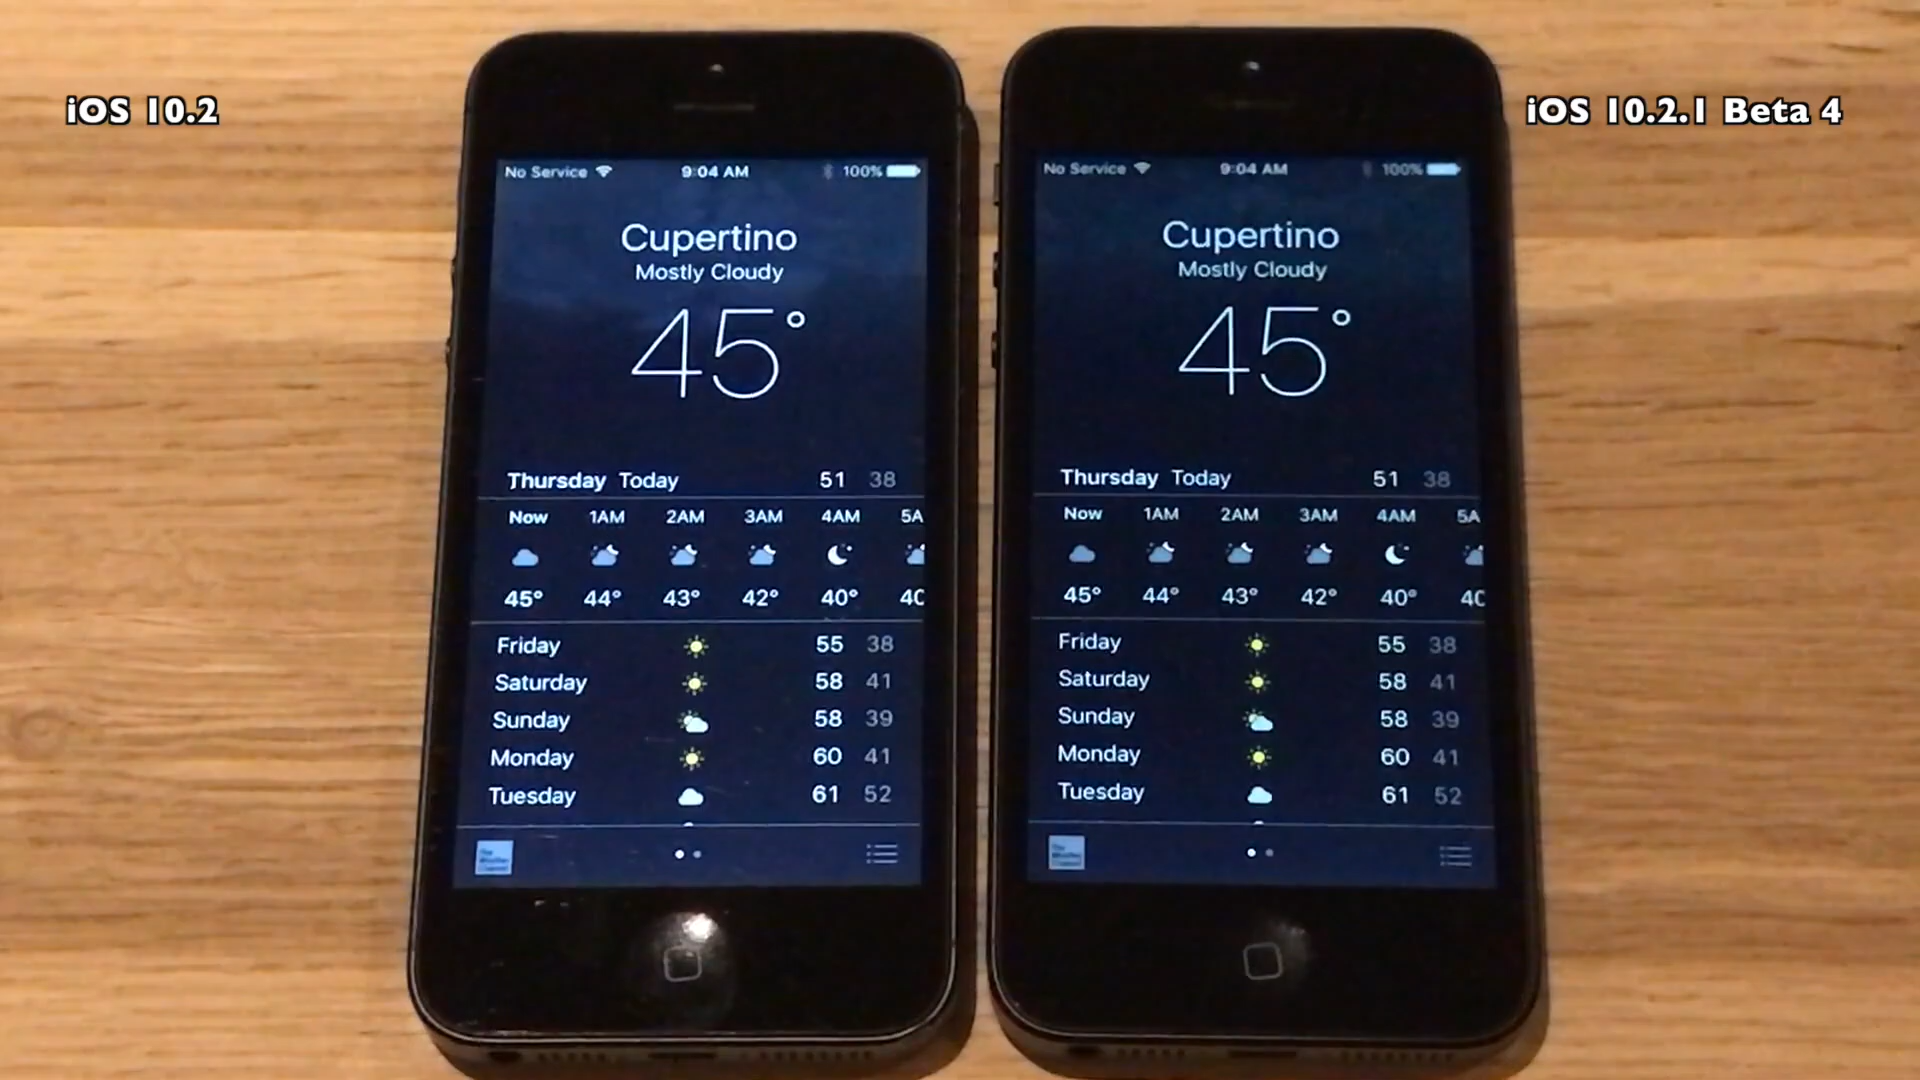 iOS 10.2
iOS 10.2.1 Beta 4
No Service 9:04 AM 100%
Cupertino
Mostly Cloudy
45°
Thursday Today 51 38
Now 1AM 2AM 3AM 4AM 5A
45° 44° 43° 42° 40° 40
Friday 55 38
Saturday 58 41
Sunday 58 39
Monday 60 41
Tuesday 61 52
No Service 9:04 AM 100%
Cupertino
Mostly Cloudy
45°
Thursday Today 51 38
Now 1AM 2AM 3AM 4AM 5A
45° 44° 43° 42° 40° 40
Friday 55 38
Saturday 58 41
Sunday 58 39
Monday 60 41
Tuesday 61 52